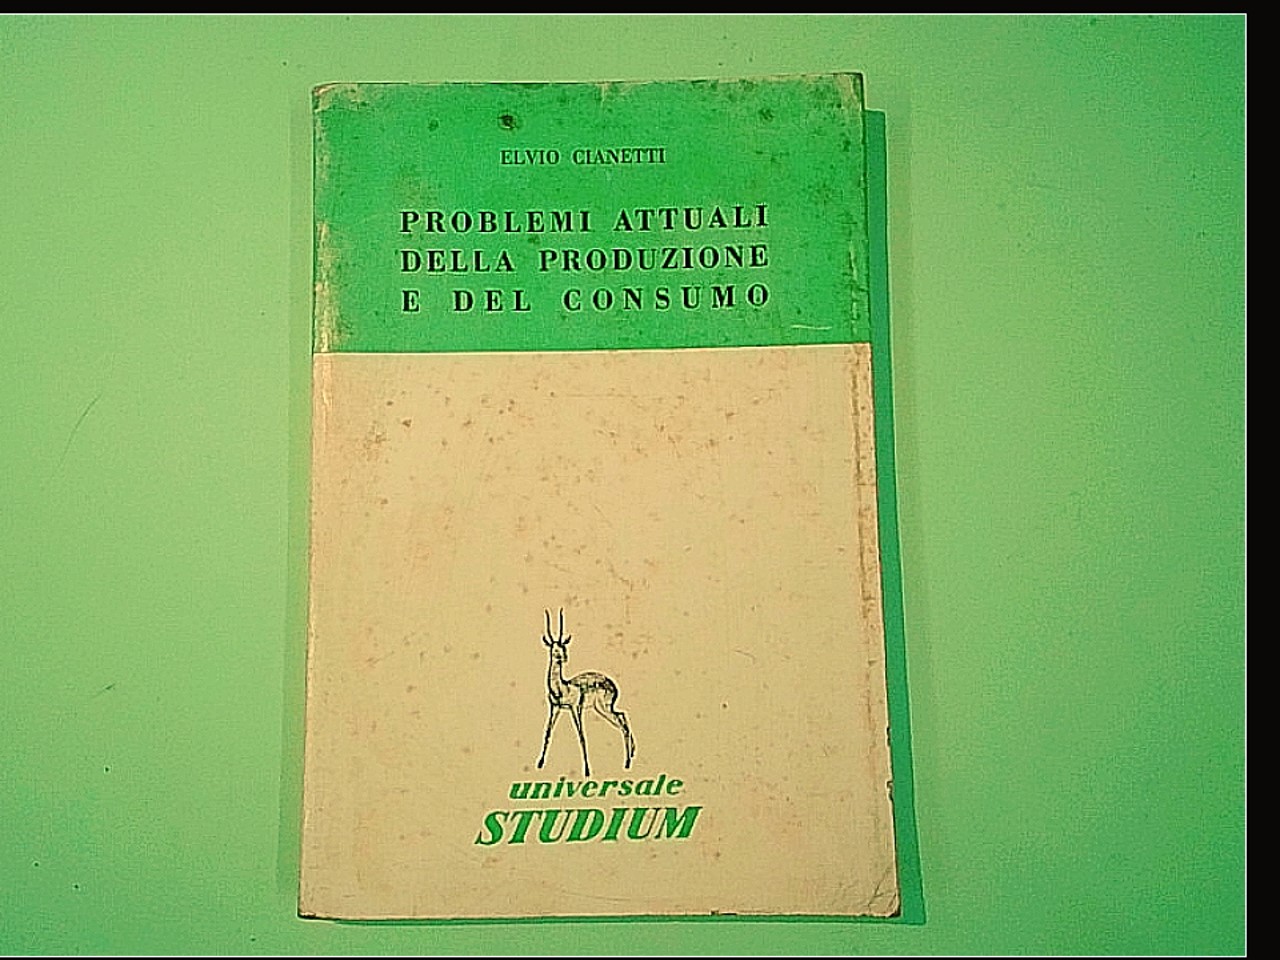 ELVIO CIANETTI
PROBLEMI ATTUALI
DELLA PRODUZIONE
E DEL CONSUMO
universale
STUDIUM